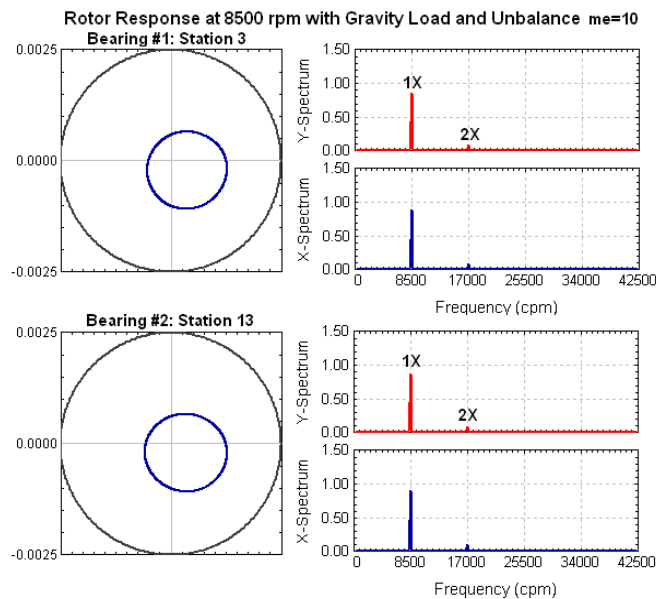 Rotor Response at 8500 rpm with Gravity Load and Unbalance me=10
Bearing #1: Station 3
0.0025
0.0000
-0.0025
Y-Spectrum
1.50
1.00
0.50
0.00
1X
2X
X-Spectrum
1.50
1.00
0.50
0.00
0 8500 17000 25500 34000 42500
Frequency (cpm)
Bearing #2: Station 13
0.0025
0.0000
-0.0025
Y-Spectrum
1.50
1.00
0.50
0.00
1X
2X
X-Spectrum
1.50
1.00
0.50
0.00
0 8500 17000 25500 34000 42500
Frequency (cpm)